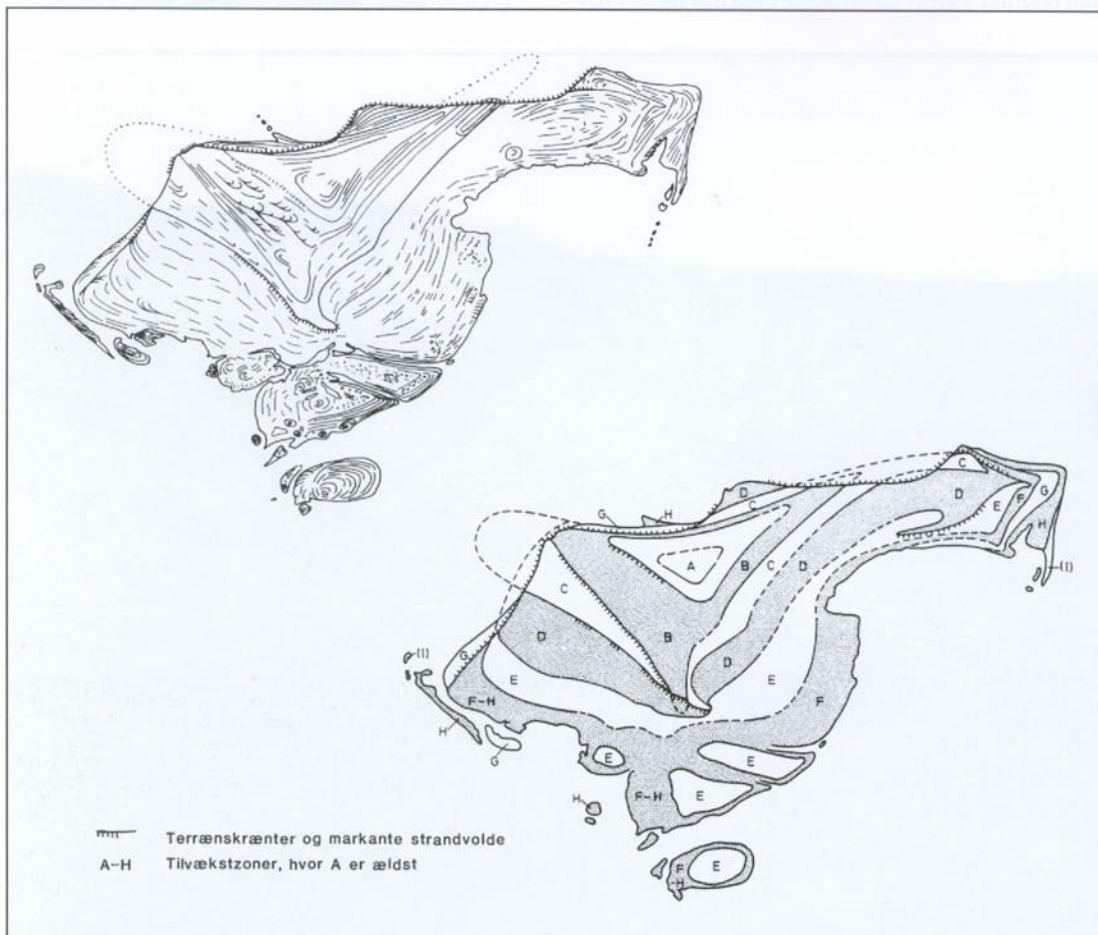 C
D
D
G
E
F
C
G
H
H
A
B
C
D
(I)
C
D
B
(I)
G
D
E
E
F-H
F
H
G
E
E
H
F-H
E
F
-H
E
Terrænskrænter og markante strandvolde
A-H Tilvækstzoner, hvor A er ældst